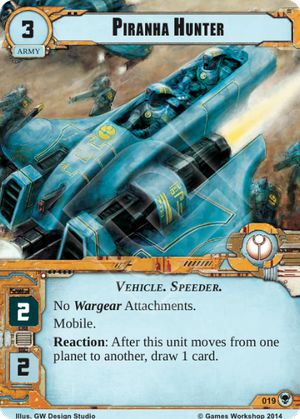 3
ARMY
PIRANHA HUNTER
VEHICLE. SPEEDER.
No Wargear Attachments.
Mobile.
Reaction: After this unit moves from one
planet to another, draw 1 card.
2
2
019
Illus. GW Design Studio
© Games Workshop 2014